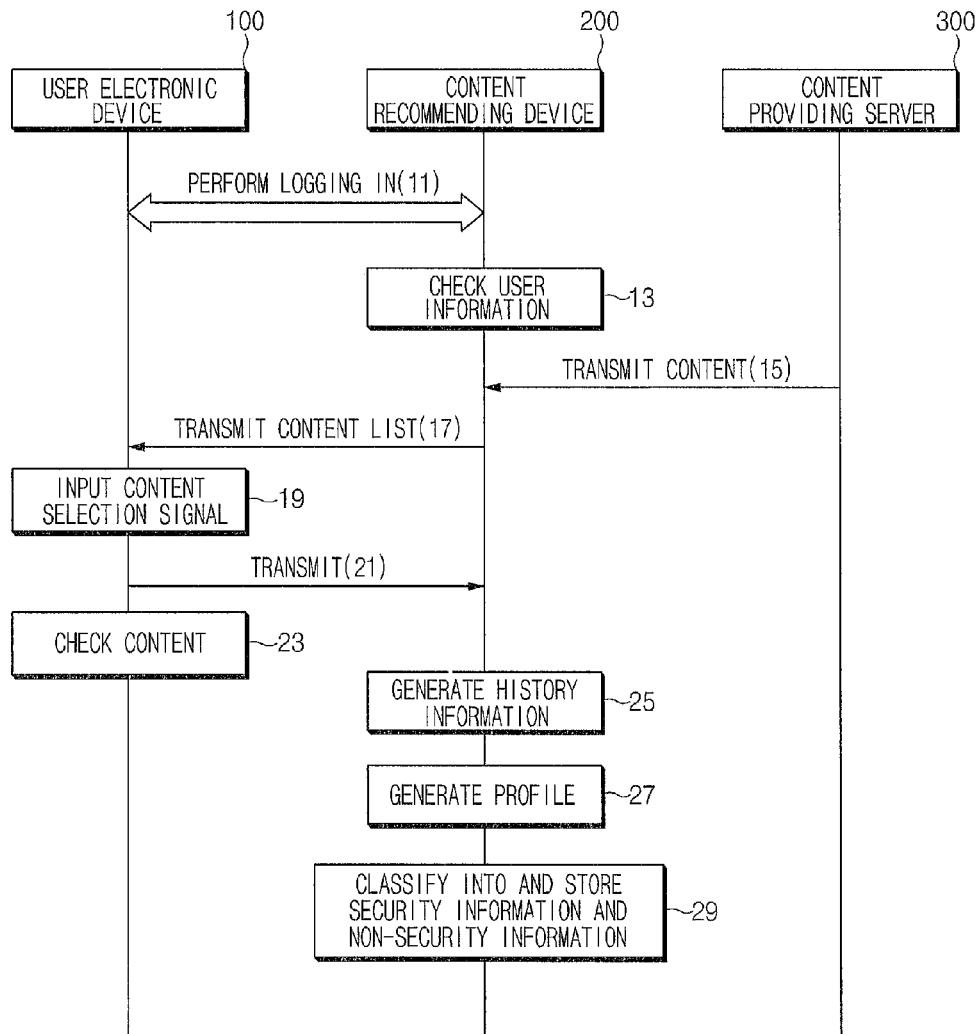 100
200
300
USER ELECTRONIC
DEVICE
CONTENT
RECOMMENDING DEVICE
CONTENT
PROVIDING SERVER
PERFORM LOGGING IN(11)
CHECK USER
INFORMATION
13
TRANSMIT CONTENT(15)
TRANSMIT CONTENT LIST(17)
INPUT CONTENT
SELECTION SIGNAL
19
TRANSMIT(21)
CHECK CONTENT
23
GENERATE HISTORY
INFORMATION
25
GENERATE PROFILE
27
CLASSIFY INTO AND STORE
SECURITY INFORMATION AND
NON-SECURITY INFORMATION
29